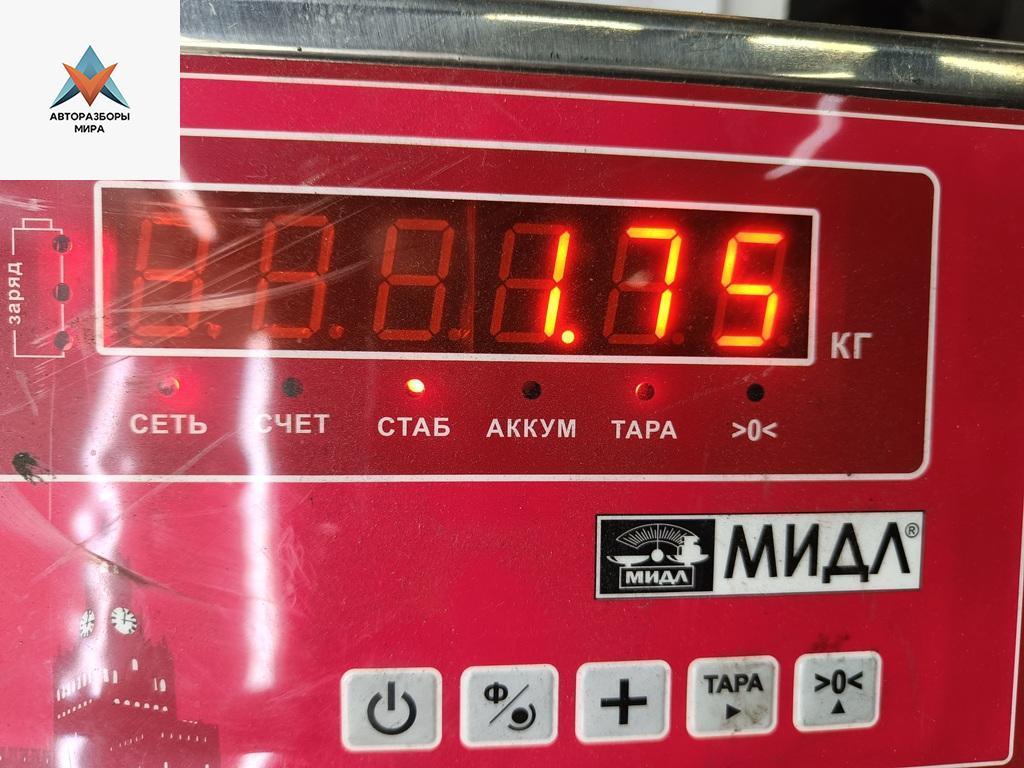 АВТОРАЗБОРЫ
МИРА
заряд
1.75
КГ
СЕТЬ СЧЕТ СТАБ АККУМ ТАРА >0<
МИДЛ МИДЛ®
Ф ТАРА >0<